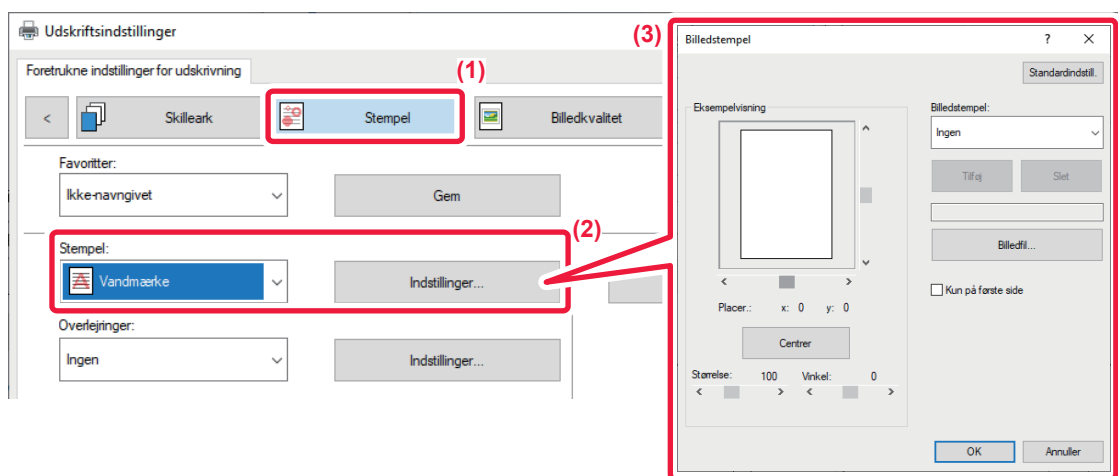 Udskriftsindstillinger
Foretrukne indstillinger for udskrivning
(1)
<
Skilleark
Stempel
Billedkvalitet
Favoritter:
Ikke-navngivet
Gem
(2)
Stempel:
Vandmærke
Indstillinger...
Overlejringer:
Ingen
Indstillinger...
(3)
Billedstempel
?
Standardindstill.
Eksempelvisning
Placer.: x: 0 y: 0
Centrer
Størrelse: 100 Vinkel: 0
Billedstempel:
Ingen
Tilføj
Slet
Billedfil...
Kun på første side
OK
Annuller